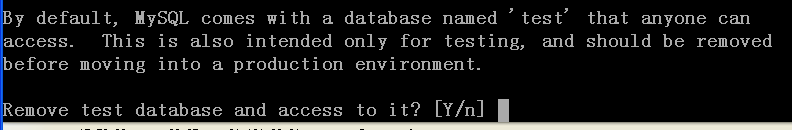 By default, MySQL comes with a database named 'test' that anyone can
access.  This is also intended only for testing, and should be removed
before moving into a production environment.
Remove test database and access to it? [Y/n]